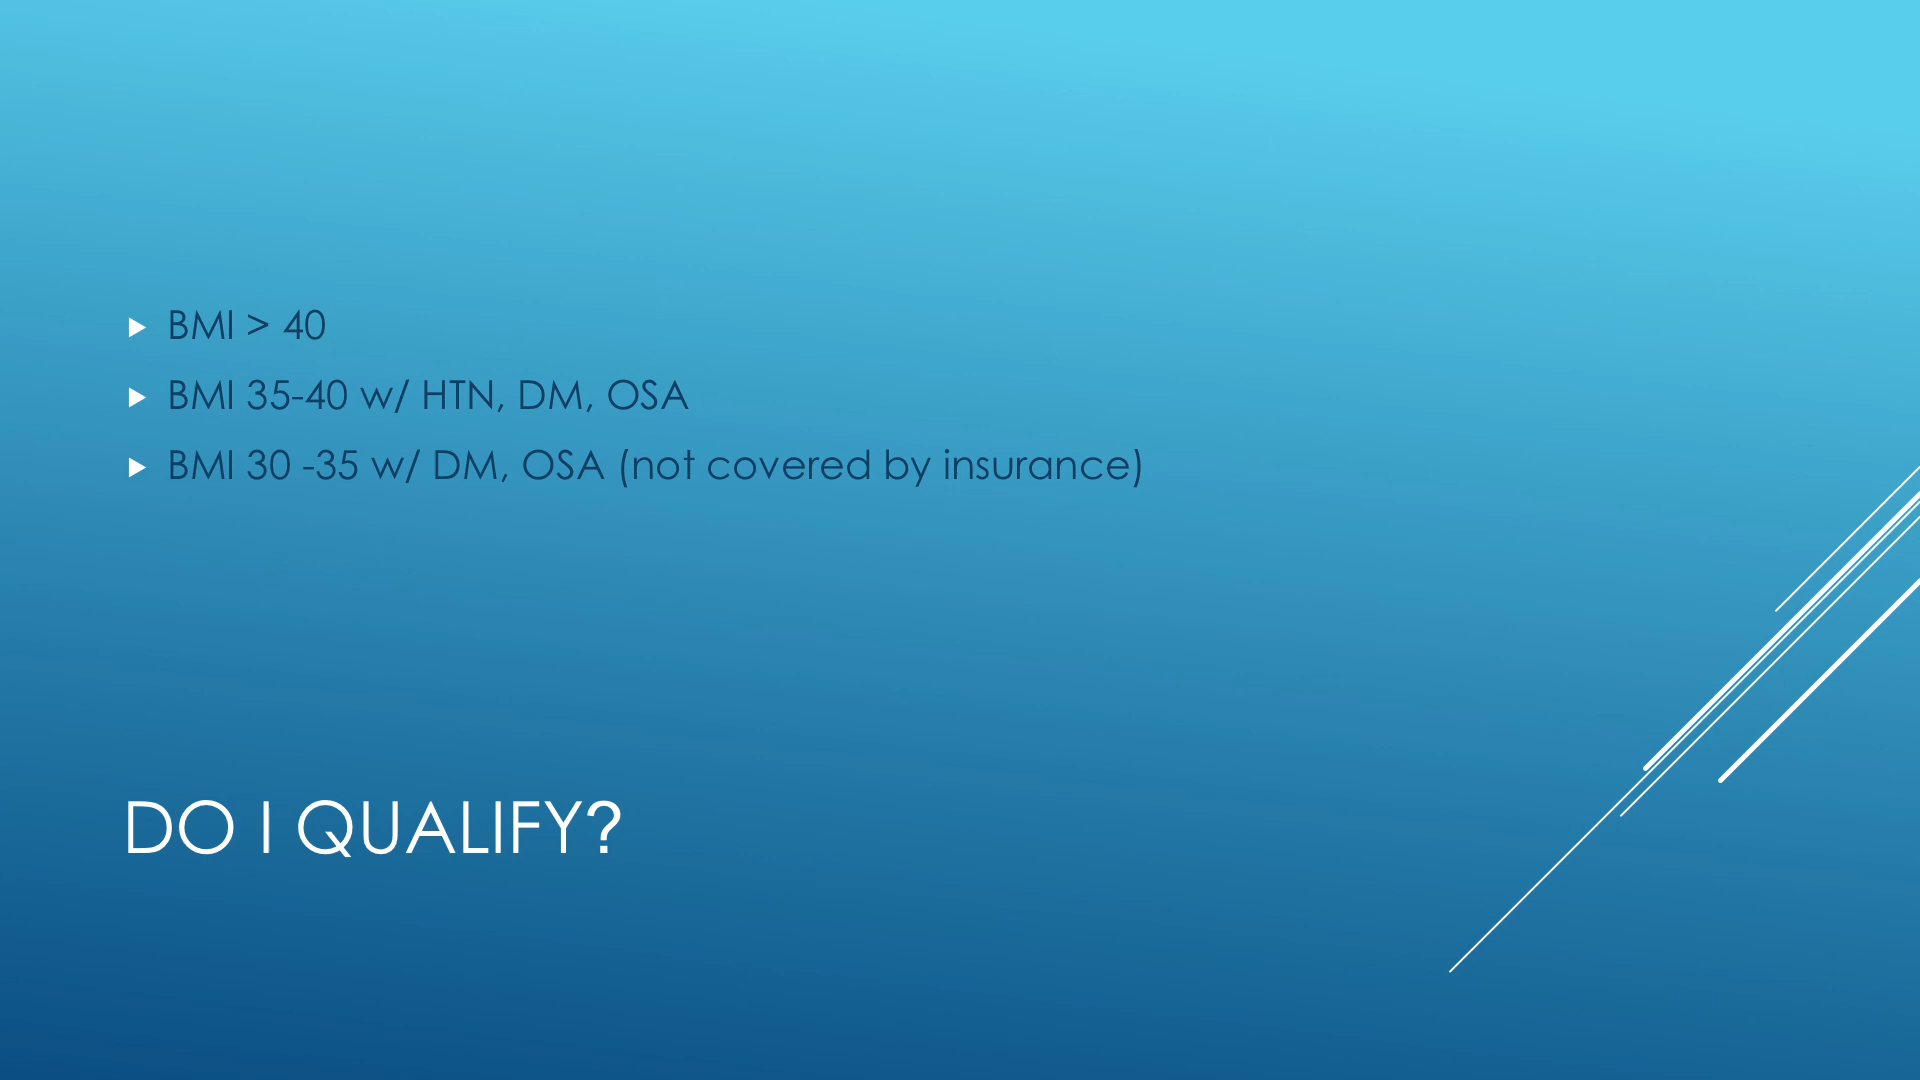 BMI > 40
BMI 35-40 w/ HTN, DM, OSA
BMI 30 -35 w/ DM, OSA (not covered by insurance)
DO I QUALIFY?